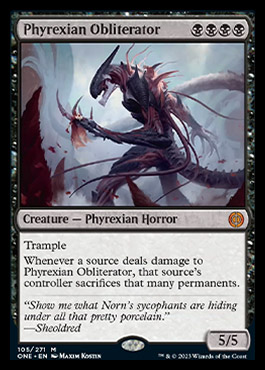 Phyrexian Obliterator
Creature — Phyrexian Horror
Trample
Whenever a source deals damage to
Phyrexian Obliterator, that source's
controller sacrifices that many permanents.
“Show me what Norn's sycophants are hiding
under all that pretty porcelain.”
—Sheoldred
5/5
105/271 M
ONE • EN Maxim Kostin
™ & © 2023 Wizards of the Coast